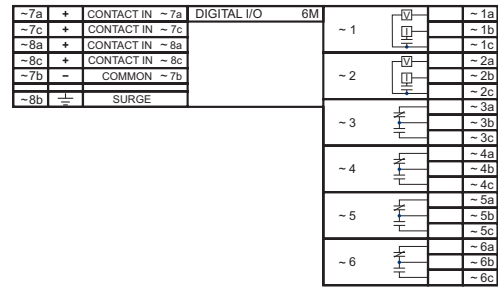 ~7a + CONTACT IN ~ 7a DIGITAL I/O 6M
~7c + CONTACT IN ~ 7c
~8a + CONTACT IN ~ 8a
~8c + CONTACT IN ~ 8c
~7b – COMMON ~ 7b
~8b SURGE
~ 1 V I ~ 1a
~ 1b
~ 1c
~ 2 V I ~ 2a
~ 2b
~ 2c
~ 3 ~ 3a
~ 3b
~ 3c
~ 4 ~ 4a
~ 4b
~ 4c
~ 5 ~ 5a
~ 5b
~ 5c
~ 6 ~ 6a
~ 6b
~ 6c